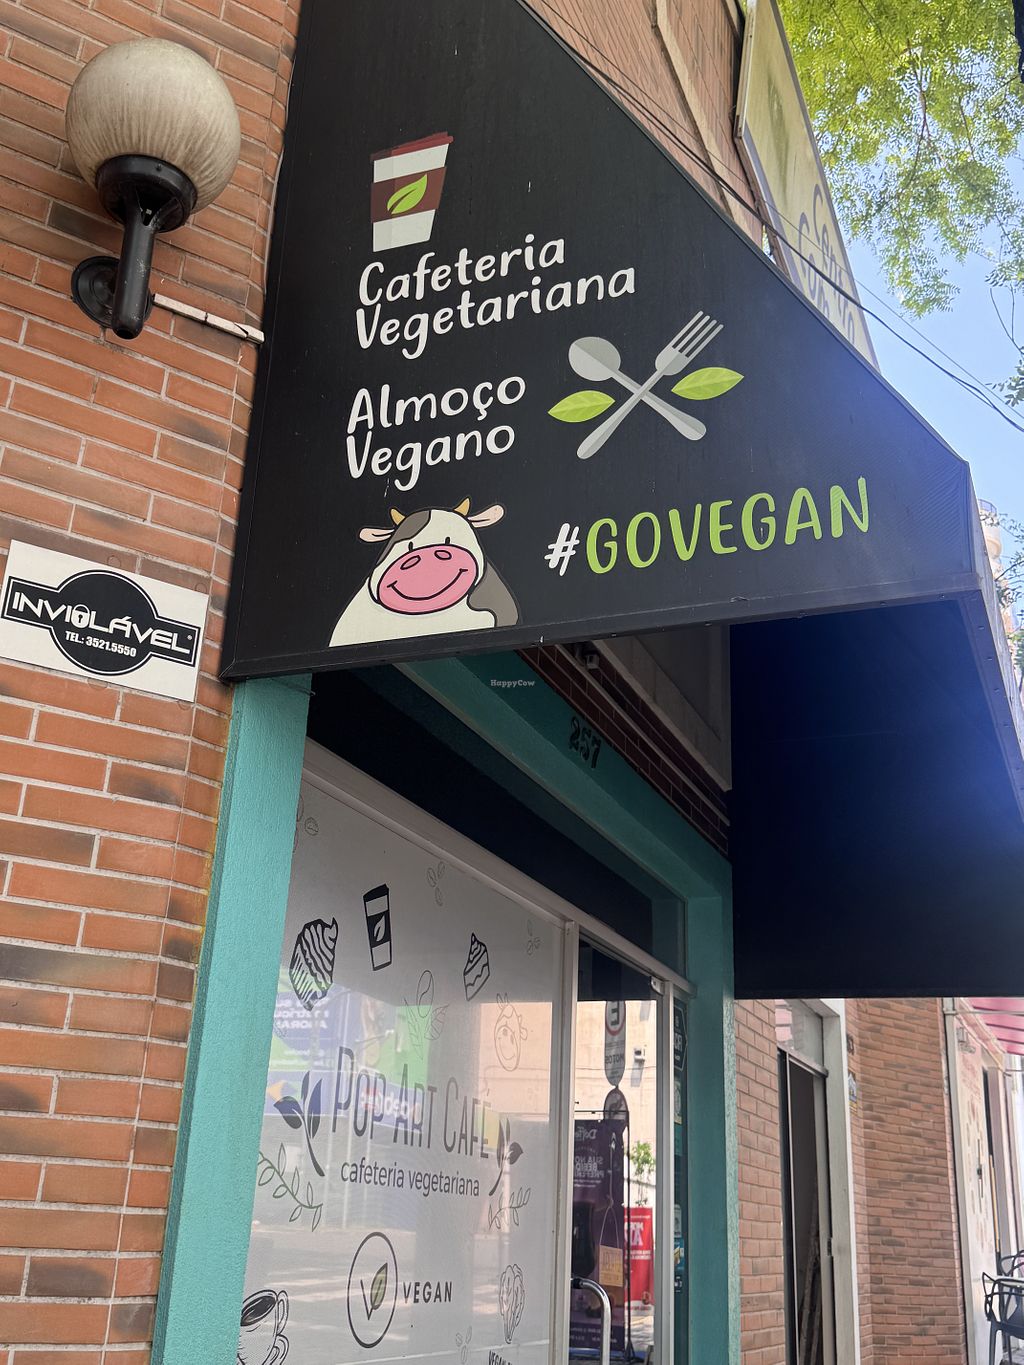 Cafeteria
Vegetariana
Almoço
Vegano
#GOVEGAN
INVIOLÁVEL
TEL.: 3521.5550
HappyCow
257
POP ART CAFÉ
cafeteria vegetariana
VEGAN
E